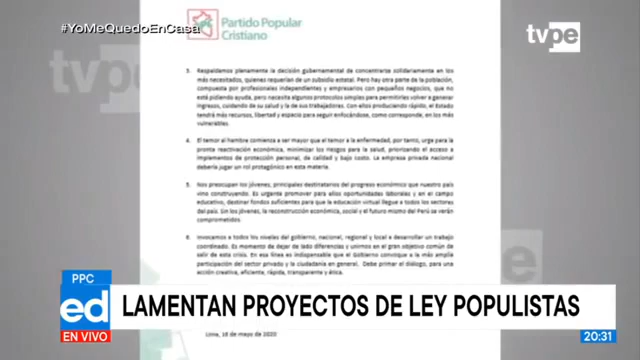 #YoMeQuedoEnCasa
Partido Popular
Cristiano
tvpe
3. Respaldamos plenamente la decisión gubernamental de concentrarse solidariamente en los
más necesitados, quienes requerían de un subsidio estatal. Pero hay otra parte de la población,
compuesta por profesionales independientes y empresarios con pequeños negocios, que no
está pidiendo ayuda, pero necesita algunos protocolos simples para permitirles volver a generar
ingresos, cuidando de su salud y la de sus trabajadores. Con ellos produciendo rápido, el Estado
tendrá más recursos, libertad y espacio para seguir enfocándose, como corresponde, en los más
vulnerables.
4. El temor al hambre comienza a ser mayor que el temor a la enfermedad, por tanto, urge para la
pronta reactivación económica, minimizar los riesgos para la salud, priorizando el acceso a
implementos de protección personal, de calidad y bajo costo. La empresa privada nacional
debería jugar un rol protagónico en esta materia.
5. Nos preocupan los jóvenes, principales destinatarios del progreso económico que nuestro país
vino construyendo. Es urgente promover para ellos oportunidades laborales y en el campo
educativo, destinar fondos suficientes para que la educación virtual llegue a todos los sectores
del país. Sin los jóvenes, la reconstrucción económica, social y el futuro mismo del Perú se verán
comprometidos.
6. Invocamos a todos los niveles del gobierno, nacional, regional y local a desarrollar un trabajo
coordinado. Es momento de dejar de lado diferencias y unirnos en el gran objetivo común de
salir de esta crisis. En esa línea es indispensable que el Gobierno convoque a la más amplia
participación del sector privado y la ciudadanía en general. Debe primar el diálogo, para una
acción creativa, eficiente, rápida, transparente y ética.
PPC
ed
LAMENTAN PROYECTOS DE LEY POPULISTAS
EN VIVO
20:31
Lima, 16 de mayo de 2020